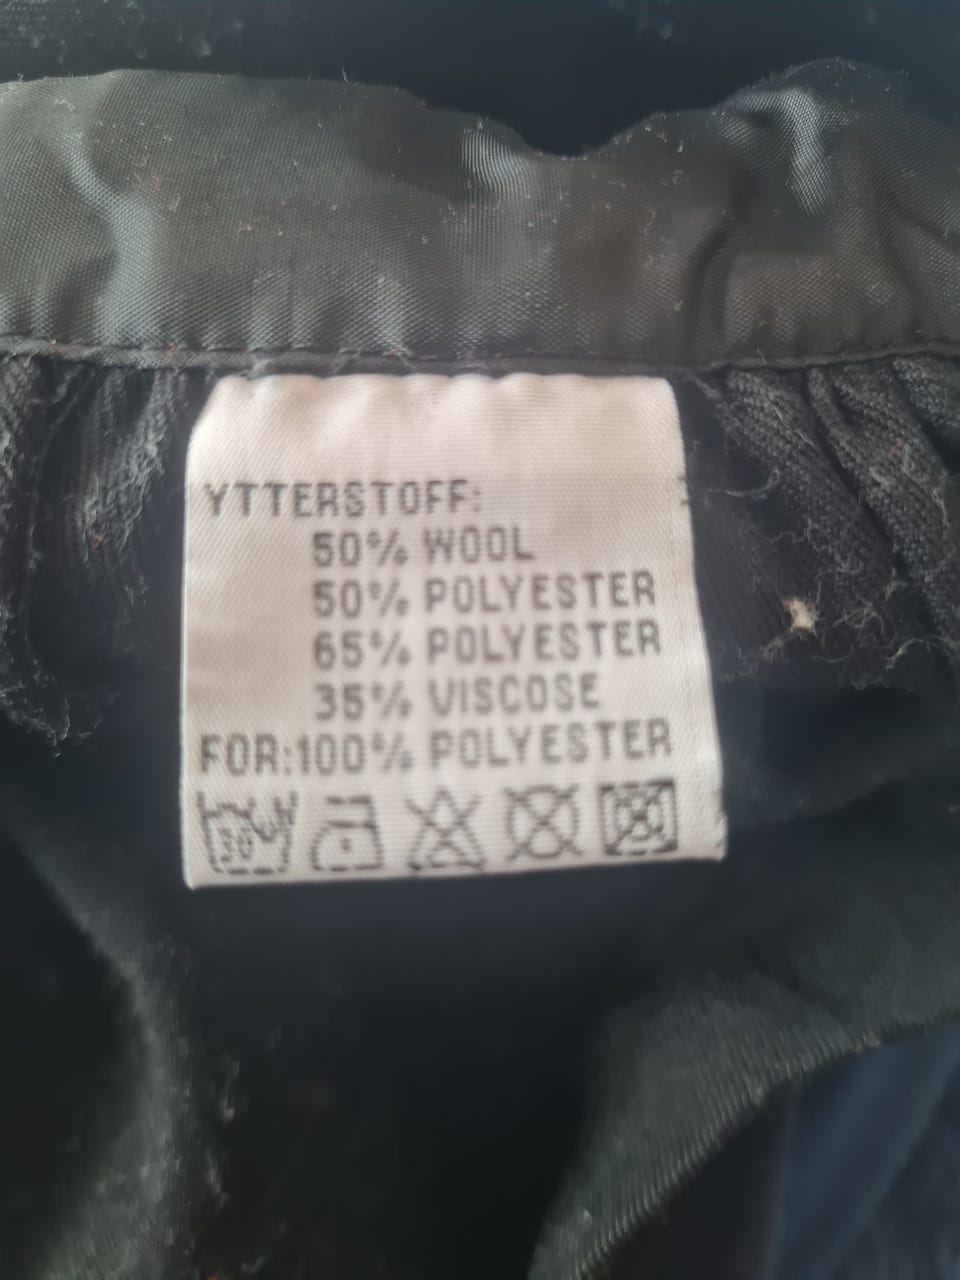 YTTERSTOFF:
50% WOOL
50% POLYESTER
65% POLYESTER
35% VISCOSE
FOR:100% POLYESTER
30